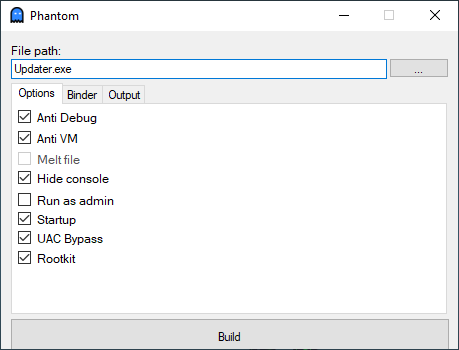 Phantom
File path:
Updater.exe
...
Options Binder Output
Anti Debug
Anti VM
Melt file
Hide console
Run as admin
Startup
UAC Bypass
Rootkit
Build